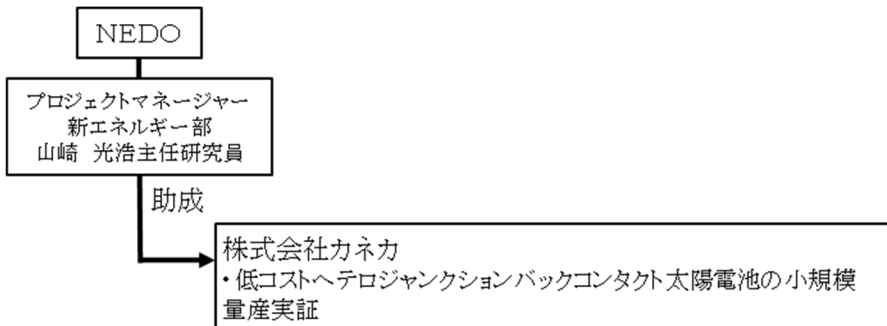 NEDO
プロジェクトマネージャー
新エネルギー部
山崎　光浩主任研究員
助成
株式会社カネカ
・低コストヘテロジャンクションバックコンタクト太陽電池の小規模
量産実証